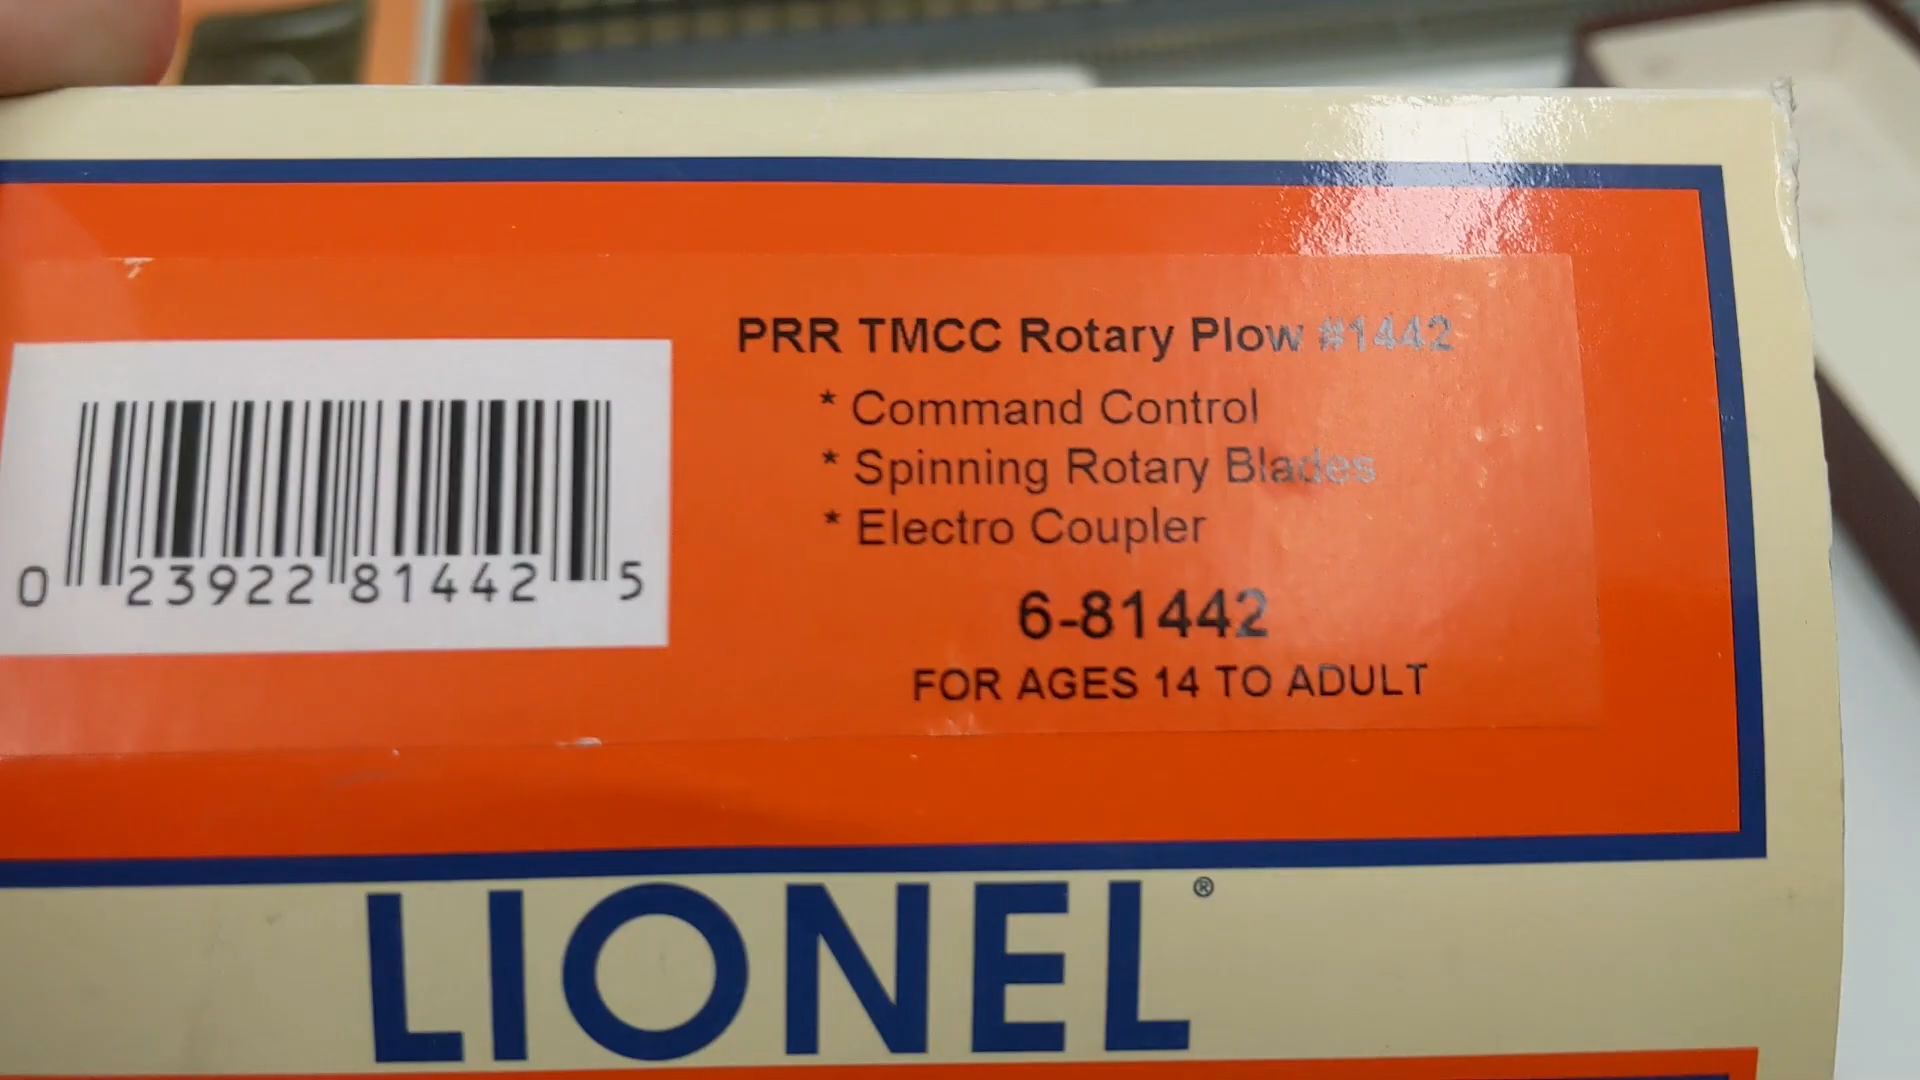 PRR TMCC Rotary Plow #1442
* Command Control
* Spinning Rotary Blades
* Electro Coupler
6-81442
FOR AGES 14 TO ADULT
0 23922 81442 5
LIONEL®